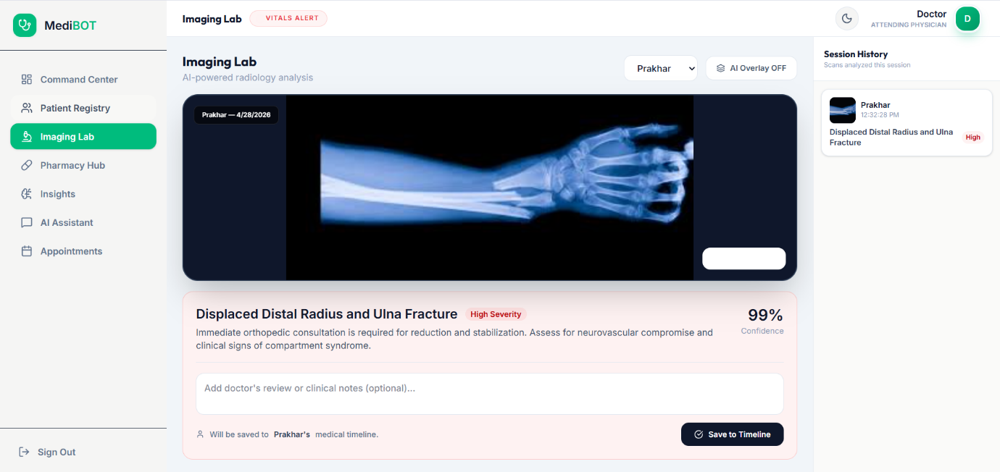 MediBOT
Command Center
Patient Registry
Imaging Lab
Pharmacy Hub
Insights
AI Assistant
Appointments
Sign Out
Imaging Lab
VITALS ALERT
Doctor
ATTENDING PHYSICIAN
D
Imaging Lab
AI-powered radiology analysis
Prakhar
AI Overlay OFF
Prakhar — 4/28/2026
Displaced Distal Radius and Ulna Fracture
High Severity
99%
Confidence
Immediate orthopedic consultation is required for reduction and stabilization. Assess for neurovascular compromise and
clinical signs of compartment syndrome.
Add doctor's review or clinical notes (optional)...
Will be saved to Prakhar's medical timeline.
Save to Timeline
Session History
Scans analyzed this session
Prakhar
12:32:28 PM
Displaced Distal Radius and Ulna
Fracture
High